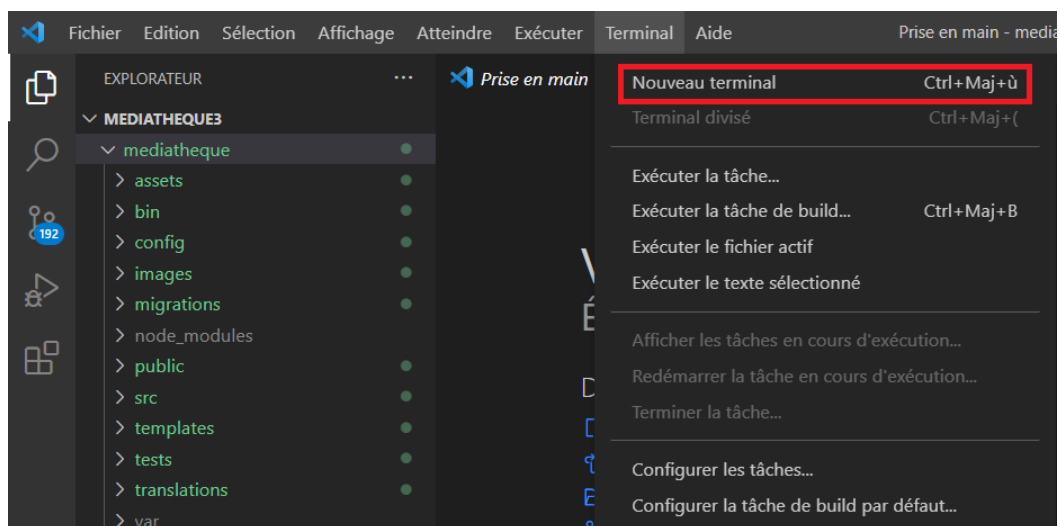 Fichier Edition Sélection Affichage Atteindre Exécuter Terminal Aide Prise en main - media
EXPLORATEUR ...
Prise en main
MEDIATHEQUE3
mediatheque
assets
bin
config
images
migrations
node_modules
public
src
templates
tests
translations
var
192
Nouveau terminal Ctrl+Maj+ù
Terminal divisé Ctrl+Maj+(
Exécuter la tâche...
Exécuter la tâche de build... Ctrl+Maj+B
Exécuter le fichier actif
Exécuter le texte sélectionné
Afficher les tâches en cours d'exécution...
Redémarrer la tâche en cours d'exécution...
Terminer la tâche...
Configurer les tâches...
Configurer la tâche de build par défaut...